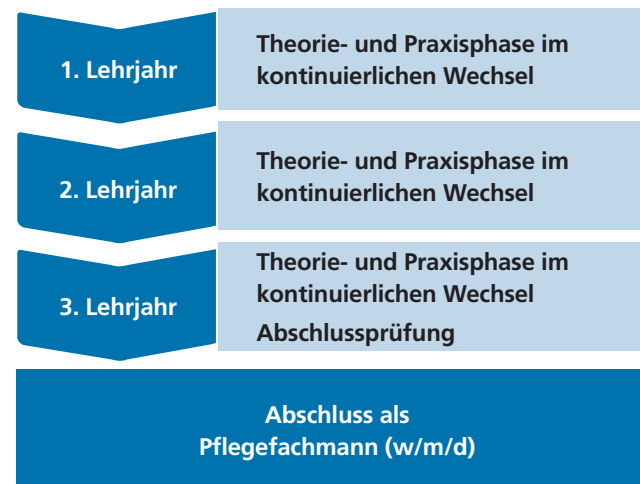 1. Lehrjahr
Theorie- und Praxisphase im
kontinuierlichen Wechsel
2. Lehrjahr
Theorie- und Praxisphase im
kontinuierlichen Wechsel
3. Lehrjahr
Theorie- und Praxisphase im
kontinuierlichen Wechsel
Abschlussprüfung
Abschluss als
Pflegefachmann (w/m/d)